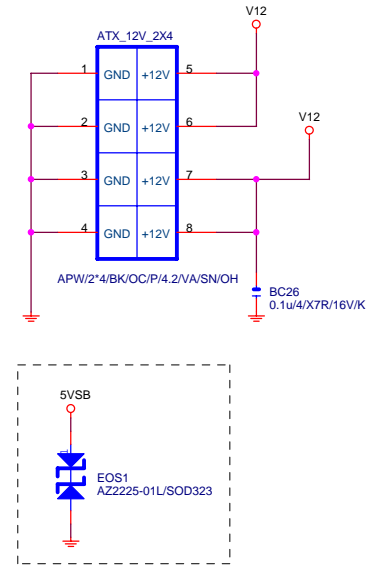 V12
ATX_12V_2X4
1 GND +12V 5
2 GND +12V 6
V12
3 GND +12V 7
4 GND +12V 8
APW/2*4/BK/OC/P/4.2/VA/SN/OH
BC26
0.1u/4/X7R/16V/K
5VSB
1
EOS1
AZ2225-01L/SOD323